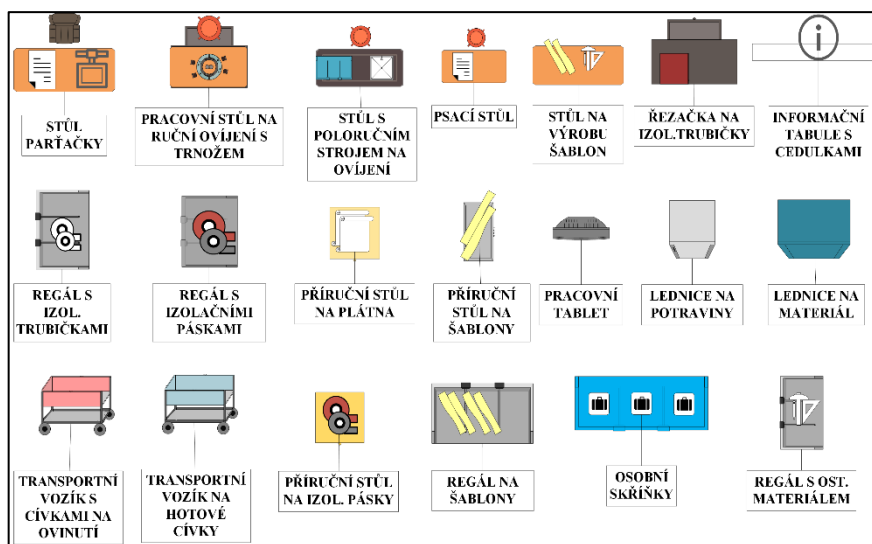 STŮL
PARŤAČKY
PRACOVNÍ STŮL NA
RUČNÍ OVÍJENÍ S
TRNOŽEM
STŮL S
POLORUČNÍM
STROJEM NA
OVÍJENÍ
PSACÍ STŮL
STŮL NA
VÝROBU
ŠABLON
ŘEZAČKA NA
IZOL.TRUBIČKY
INFORMAČNÍ
TABULE S
CEDULKAMI
REGÁL S
IZOL.
TRUBIČKAMI
REGÁL S
IZOLAČNÍMI
PÁSKAMI
PŘÍRUČNÍ STŮL
NA PLÁTNA
PŘÍRUČNÍ
STŮL NA
ŠABLONY
PRACOVNÍ
TABLET
LEDNICE NA
POTRAVINY
LEDNICE NA
MATERIÁL
TRANSPORTNÍ
VOZÍK S
CÍVKAMI NA
OVINUTÍ
TRANSPORTNÍ
VOZÍK NA
HOTOVÉ
CÍVKY
PŘÍRUČNÍ STŮL
NA IZOL. PÁSKY
REGÁL NA
ŠABLONY
OSOBNÍ
SKŘÍŇKY
REGÁL S OST.
MATERIÁLEM